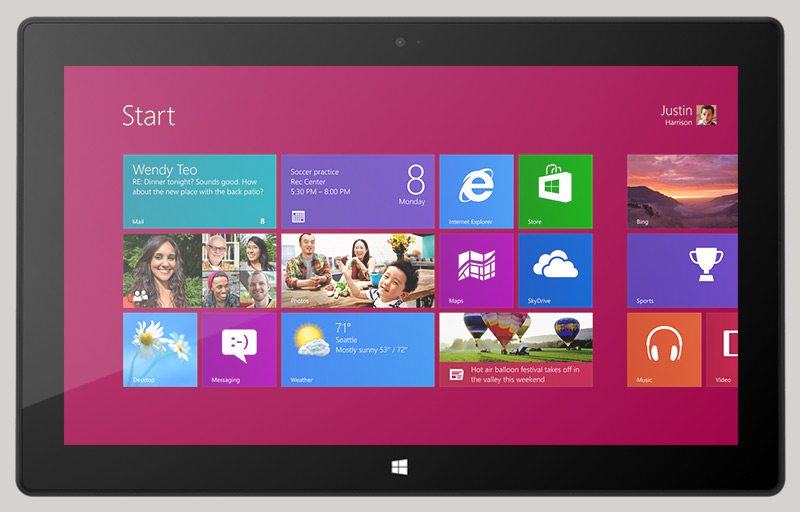 Start
Justin
Harrison
Wendy Teo
RE: Dinner tonight? Sounds good. How
about the new place with the back patio?
Mail
8
Soccer practice
Rec Center
5:30 PM – 8:00 PM
8
Monday
Internet Explorer
Store
Bing
Photos
Maps
SkyDrive
Sports
Desktop
:-)
Messaging
71°
Seattle
Mostly sunny 53° / 72°
Weather
Hot air balloon festival takes off in
the valley this weekend
Music
Video